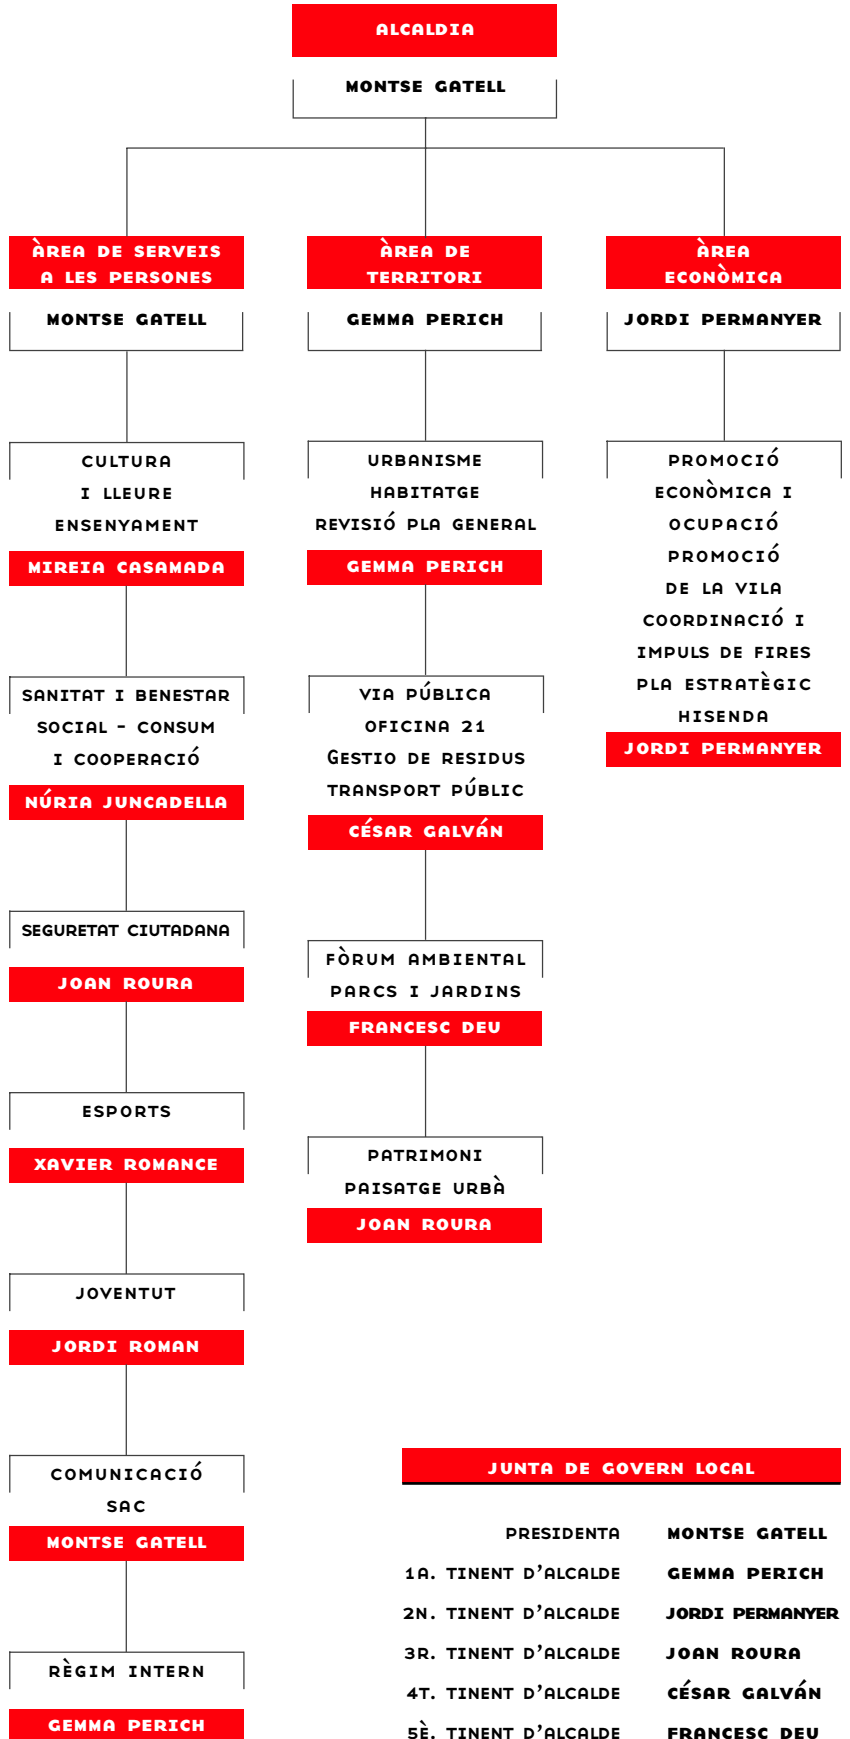 ALCALDIA
MONTSE GATELL
ÀREA DE SERVEIS
A LES PERSONES
MONTSE GATELL
CULTURA
I LLEURE
ENSENYAMENT
MIREIA CASAMADA
SANITAT I BENESTAR
SOCIAL - CONSUM
I COOPERACIÓ
NÚRIA JUNCADELLA
SEGURETAT CIUTADANA
JOAN ROURA
ESPORTS
XAVIER ROMANCE
JOVENTUT
JORDI ROMAN
COMUNICACIÓ
SAC
MONTSE GATELL
RÈGIM INTERN
GEMMA PERICH
ÀREA DE
TERRITORI
GEMMA PERICH
URBANISME
HABITATGE
REVISIÓ PLA GENERAL
GEMMA PERICH
VIA PÚBLICA
OFICINA 21
GESTIO DE RESIDUS
TRANSPORT PÚBLIC
CÉSAR GALVÁN
FÒRUM AMBIENTAL
PARCS I JARDINS
FRANCESC DEU
PATRIMONI
PAISATGE URBÀ
JOAN ROURA
ÀREA
ECONÒMICA
JORDI PERMANYER
PROMOCIÓ
ECONÒMICA I
OCUPACIÓ
PROMOCIÓ
DE LA VILA
COORDINACIÓ I
IMPULS DE FIRES
PLA ESTRATÈGIC
HISENDA
JORDI PERMANYER
JUNTA DE GOVERN LOCAL
PRESIDENTA MONTSE GATELL
1A. TINENT D'ALCALDE GEMMA PERICH
2N. TINENT D'ALCALDE JORDI PERMANYER
3R. TINENT D'ALCALDE JOAN ROURA
4T. TINENT D'ALCALDE CÉSAR GALVÁN
5È. TINENT D'ALCALDE FRANCESC DEU